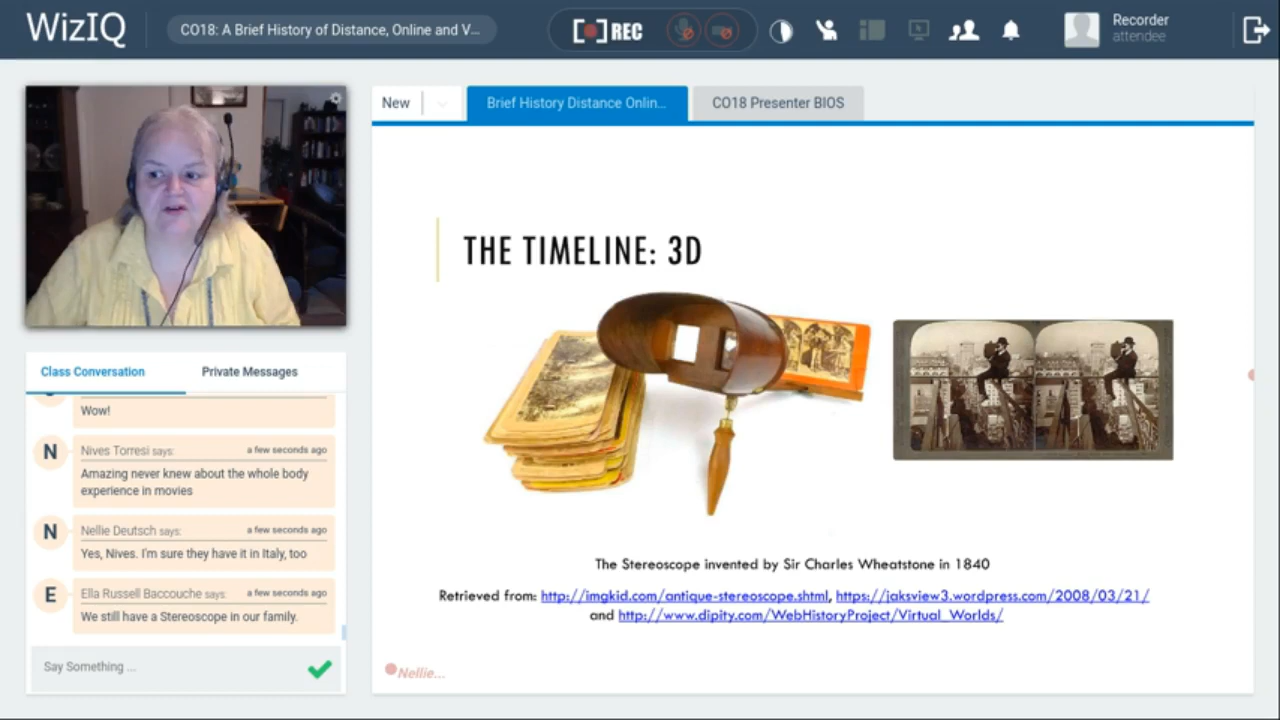 WizIQ
CO18: A Brief History of Distance, Online and V...
REC
Recorder
attendee
New
Brief History Distance Onlin...
CO18 Presenter BIOS
THE TIMELINE: 3D
The Stereoscope invented by Sir Charles Wheatstone in 1840
Retrieved from: http://imgkid.com/antique-stereoscope.shtml, https://jaksview3.wordpress.com/2008/03/21/
and http://www.dipity.com/WebHistoryProject/Virtual_Worlds/
Nellie...
Class Conversation
Private Messages
Wow!
N
Nives Torresi says:
a few seconds ago
Amazing never knew about the whole body
experience in movies
N
Nellie Deutsch says:
a few seconds ago
Yes, Nives. I'm sure they have it in Italy, too
E
Ella Russell Baccouche says:
a few seconds ago
We still have a Stereoscope in our family.
Say Something ...